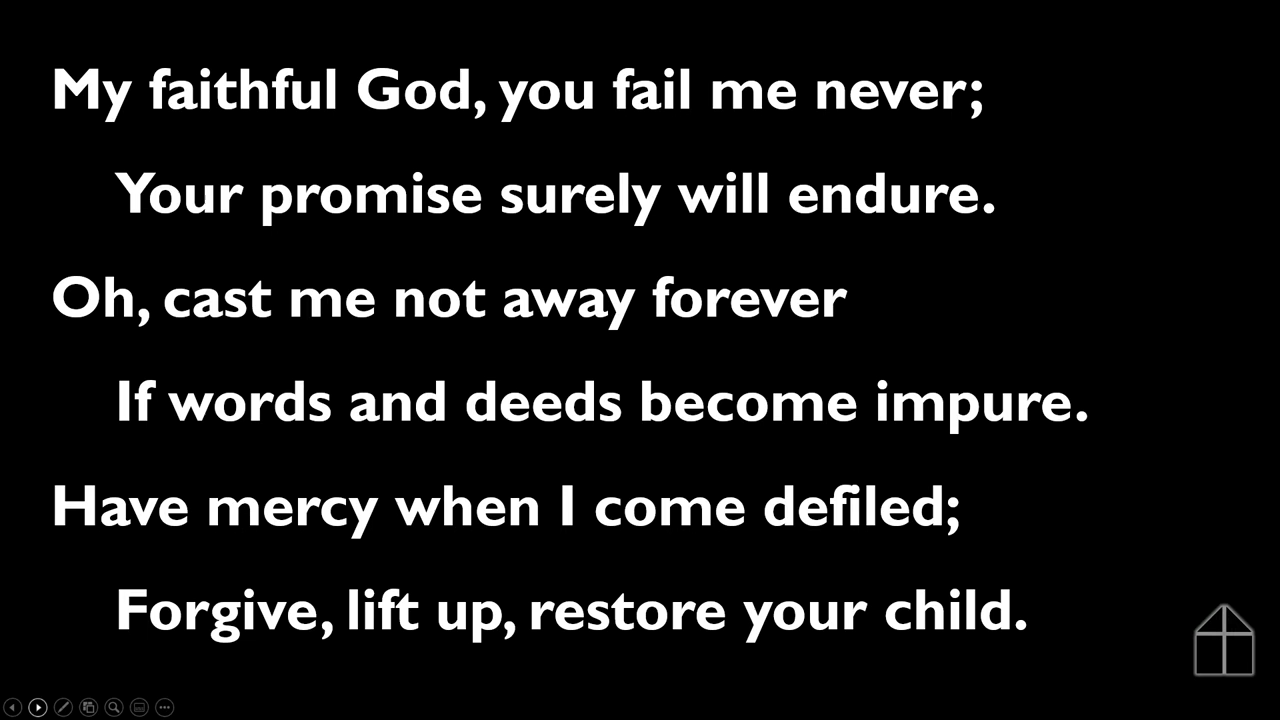 My faithful God, you fail me never;
Your promise surely will endure.
Oh, cast me not away forever
If words and deeds become impure.
Have mercy when I come defiled;
Forgive, lift up, restore your child.